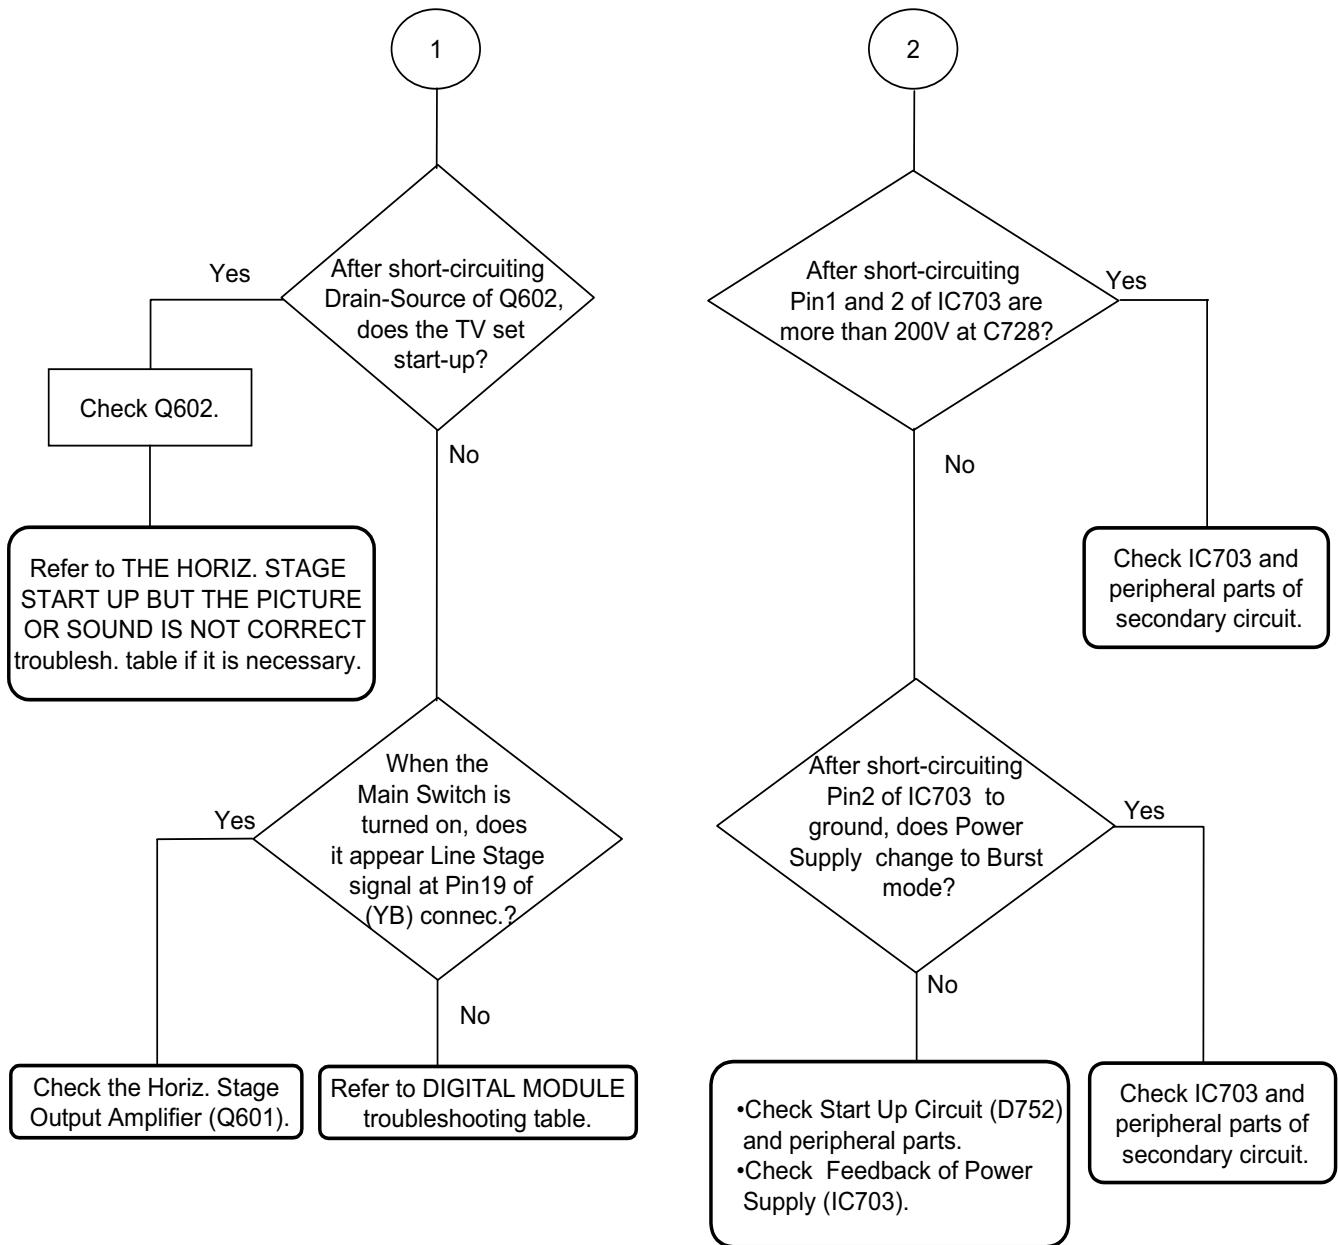 1
After short-circuiting
Drain-Source of Q602,
does the TV set
start-up?
Yes
Check Q602.
No
Refer to THE HORIZ. STAGE
START UP BUT THE PICTURE
OR SOUND IS NOT CORRECT
troublesh. table if it is necessary.
When the
Main Switch is
turned on, does
it appear Line Stage
signal at Pin19 of
(YB) connec.?
Yes
No
Check the Horiz. Stage
Output Amplifier (Q601).
Refer to DIGITAL MODULE
troubleshooting table.
2
After short-circuiting
Pin1 and 2 of IC703 are
more than 200V at C728?
Yes
No
Check IC703 and
peripheral parts of
secondary circuit.
After short-circuiting
Pin2 of IC703 to
ground, does Power
Supply change to Burst
mode?
Yes
No
•Check Start Up Circuit (D752)
and peripheral parts.
•Check Feedback of Power
Supply (IC703).
Check IC703 and
peripheral parts of
secondary circuit.